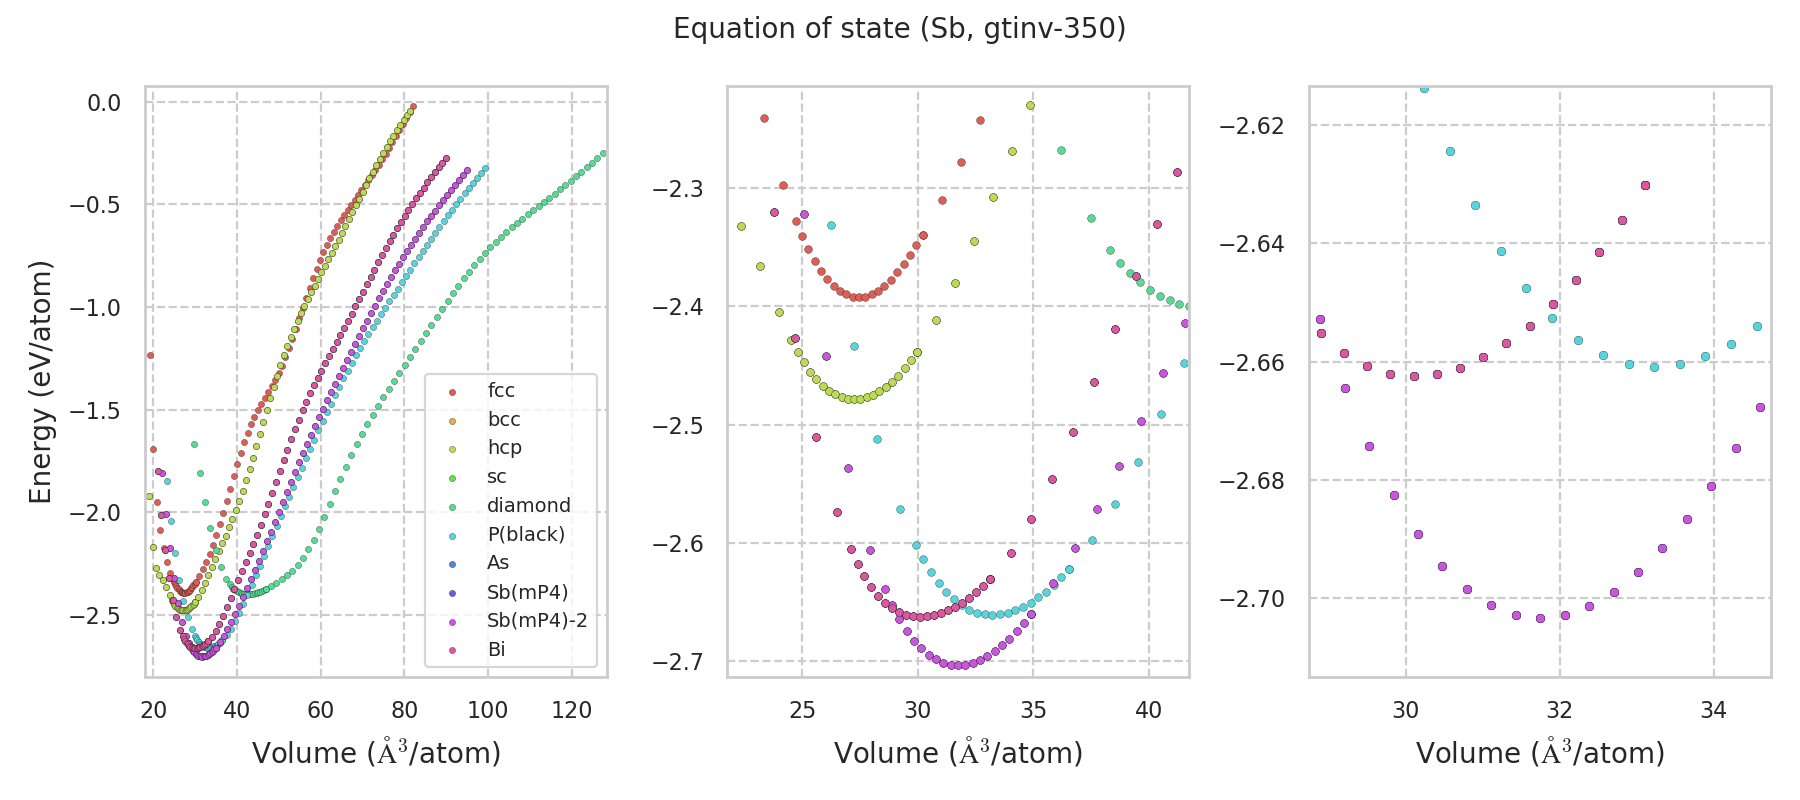 Equation of state (Sb, gtinv-350)
Energy (eV/atom)
0.0
−0.5
−1.0
−1.5
−2.0
−2.5
20 40 60 80 100 120
Volume (Å³/atom)
fcc
bcc
hcp
sc
diamond
P(black)
As
Sb(mP4)
Sb(mP4)-2
Bi
−2.3
−2.4
−2.5
−2.6
−2.7
25 30 35 40
Volume (Å³/atom)
−2.62
−2.64
−2.66
−2.68
−2.70
30 32 34
Volume (Å³/atom)